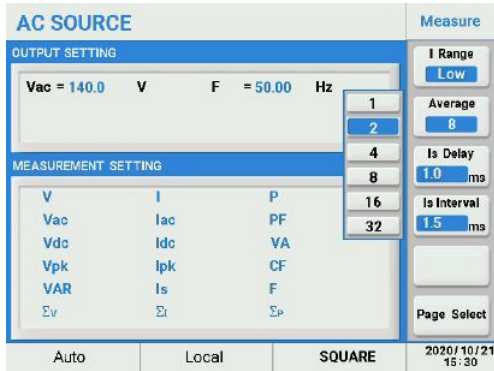 AC SOURCE
Measure
OUTPUT SETTING
Vac = 140.0 V F = 50.00 Hz
1
2
4
8
16
32
I Range
Low
Average
8
Is Delay
1.0 ms
Is Interval
1.5 ms
Page Select
MEASUREMENT SETTING
V I P
Vac Iac PF
Vdc Idc VA
Vpk Ipk CF
VAR Is F
Σv Σı Σp
Auto Local SQUARE 2020/10/21
15:30